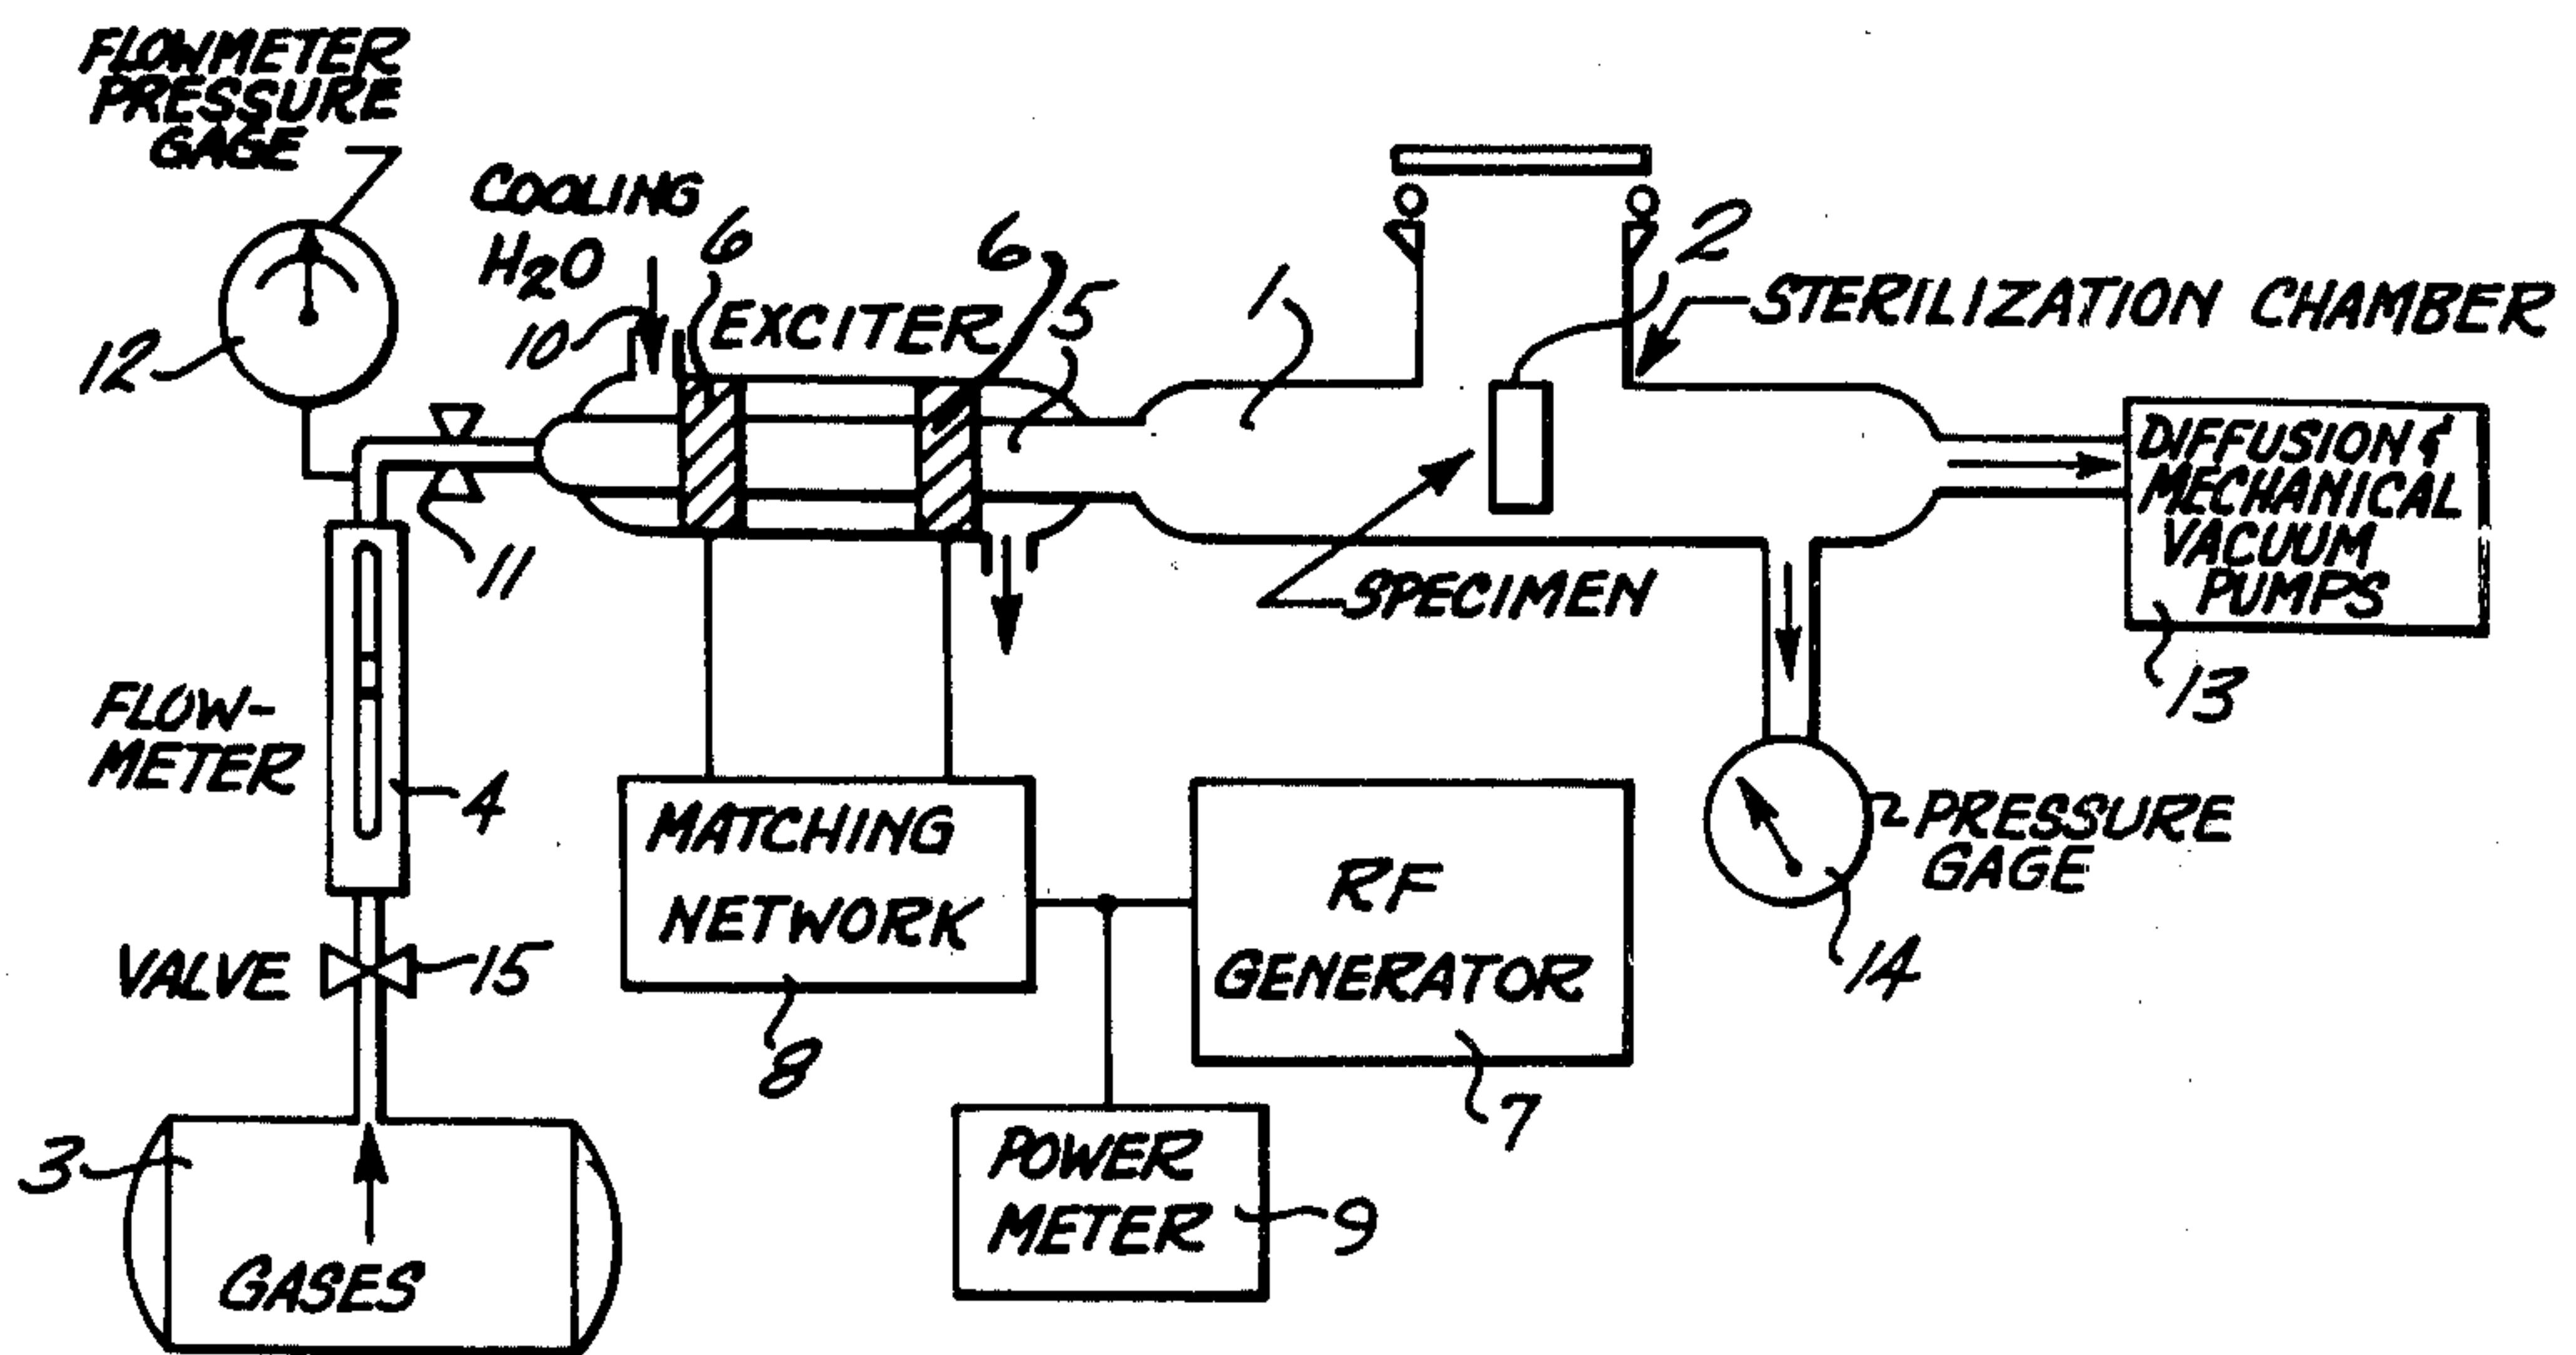 FLOWMETER
PRESSURE
GAGE
COOLING
H2O
6
6
EXCITER
5
1
2
STERILIZATION CHAMBER
10
12
11
SPECIMEN
DIFFUSION &
MECHANICAL
VACUUM
PUMPS
13
FLOW-
METER
4
MATCHING
NETWORK
8
RF
GENERATOR
7
PRESSURE
GAGE
14
VALVE
15
POWER
METER
9
3
GASES